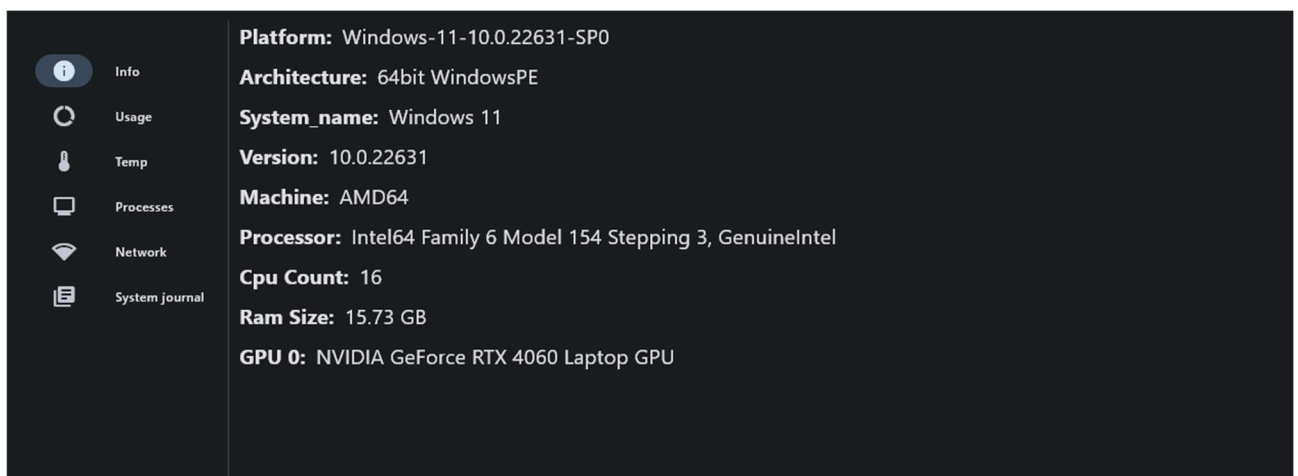 Info
Usage
Temp
Processes
Network
System journal
Platform: Windows-11-10.0.22631-SP0
Architecture: 64bit WindowsPE
System_name: Windows 11
Version: 10.0.22631
Machine: AMD64
Processor: Intel64 Family 6 Model 154 Stepping 3, GenuineIntel
Cpu Count: 16
Ram Size: 15.73 GB
GPU 0: NVIDIA GeForce RTX 4060 Laptop GPU